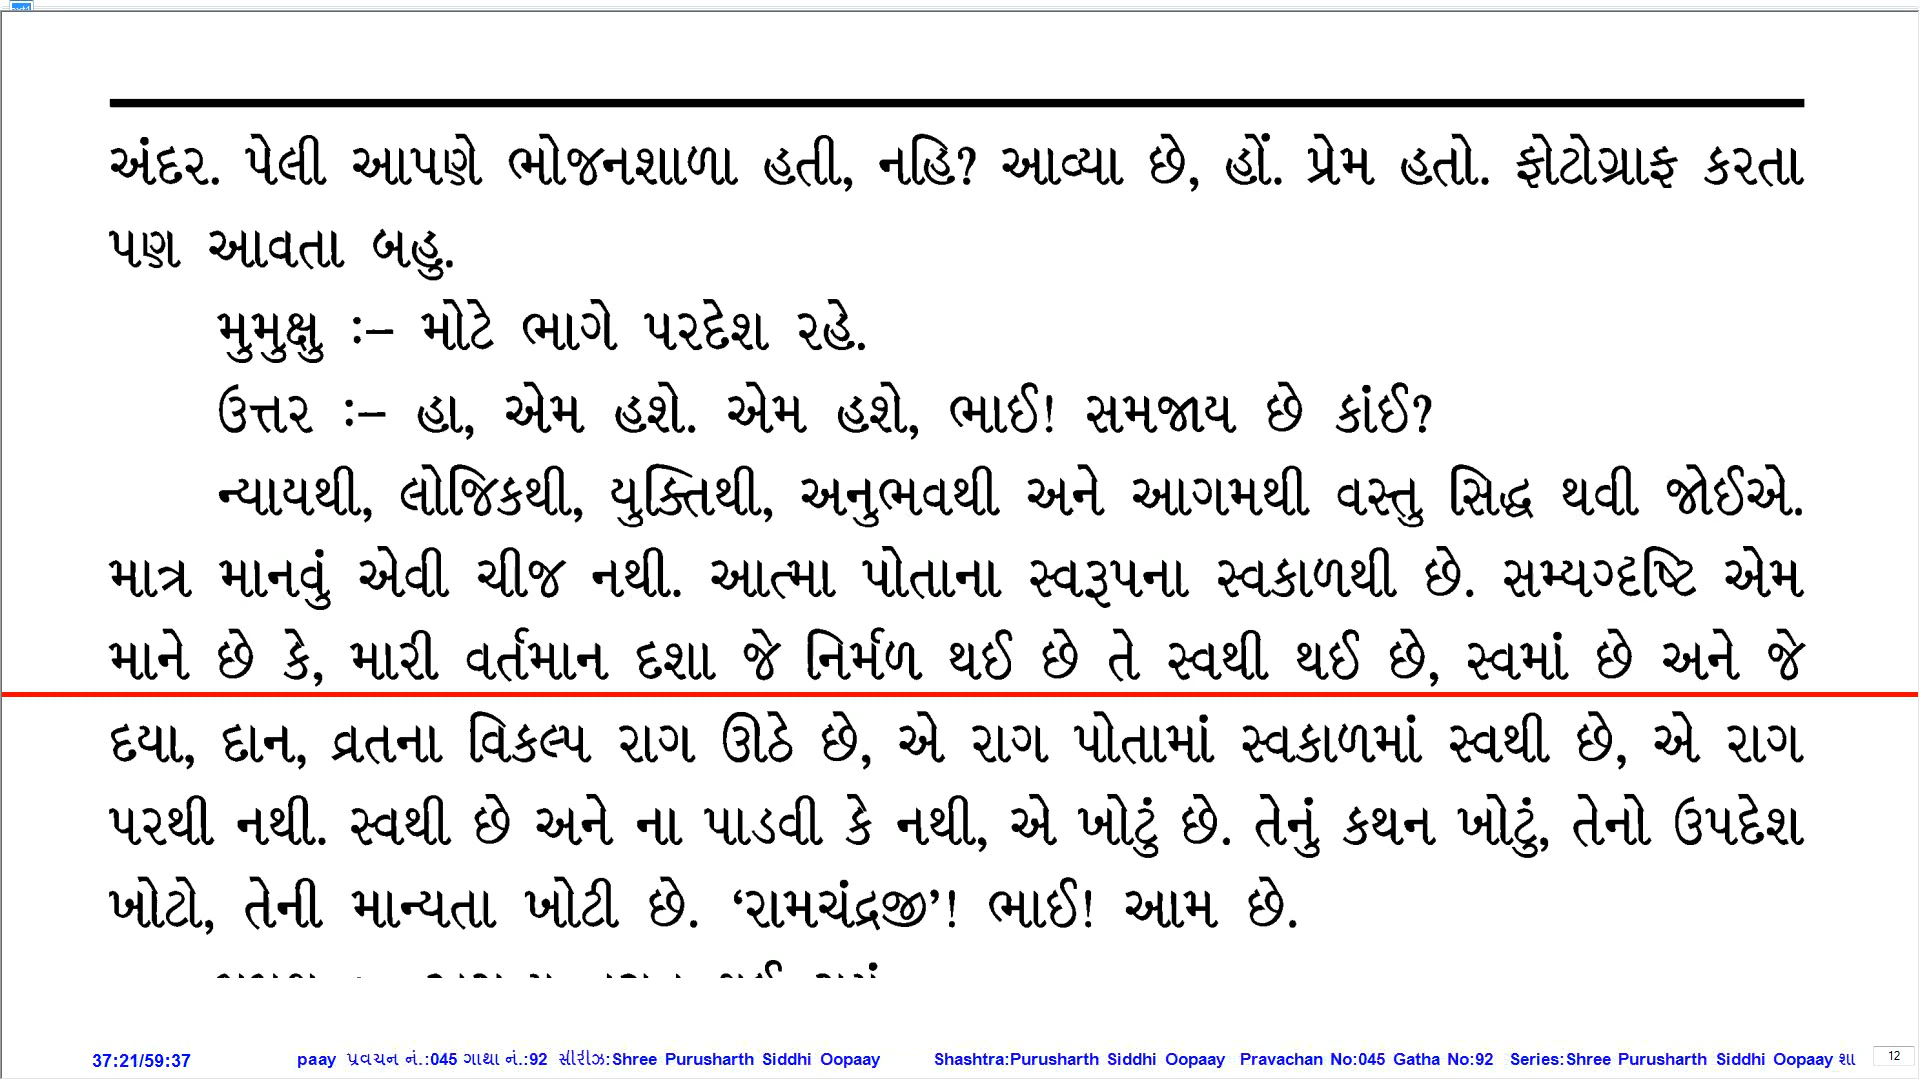 અંદર. પેલી આપણે ભોજનશાળા હતી, નહિ? આવ્યા છે, હોં. પ્રેમ હતો. ફોટોગ્રાફ કરતા
પણ આવતા બહુ.
મુમુક્ષુ :– મોટે ભાગે પરદેશ રહે.
ઉત્તર :– હા, એમ હશે. એમ હશે, ભાઈ! સમજાય છે કાંઈ?
ન્યાયથી, લોજિકથી, યુક્તિથી, અનુભવથી અને આગમથી વસ્તુ સિદ્ધ થવી જોઈએ.
માત્ર માનવું એવી ચીજ નથી. આત્મા પોતાના સ્વરૂપના સ્વકાળથી છે. સમ્યગ્દૃષ્ટિ એમ
માને છે કે, મારી વર્તમાન દશા જે નિર્મળ થઈ છે તે સ્વથી થઈ છે, સ્વમાં છે અને જે
દયા, દાન, વ્રતના વિકલ્પ રાગ ઊઠે છે, એ રાગ પોતામાં સ્વકાળમાં સ્વથી છે, એ રાગ
પરથી નથી. સ્વથી છે અને ના પાડવી કે નથી, એ ખોટું છે. તેનું કથન ખોટું, તેનો ઉપદેશ
ખોટો, તેની માન્યતા ખોટી છે. ‘રામચંદ્રજી’! ભાઈ! આમ છે.
37:21/59:37 paay પ્રવચન નં.:045 ગાથા નં.:92 સીરીઝ:Shree Purusharth Siddhi Oopaay Shashtra:Purusharth Siddhi Oopaay Pravachan No:045 Gatha No:92 Series:Shree Purusharth Siddhi Oopaay શા 12